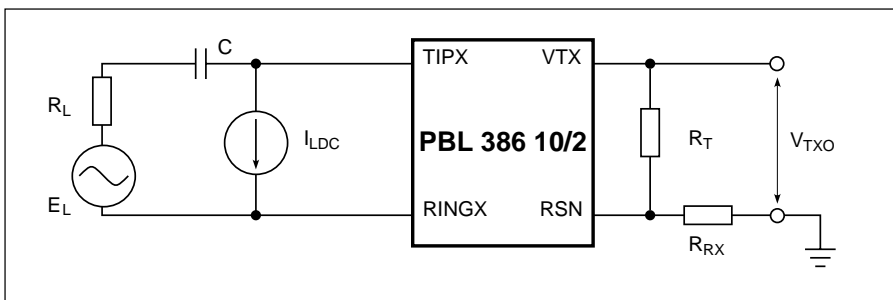 C
TIPX VTX
R_L
I_LDC
PBL 386 10/2
R_T
V_TXO
E_L
RINGX RSN
R_RX